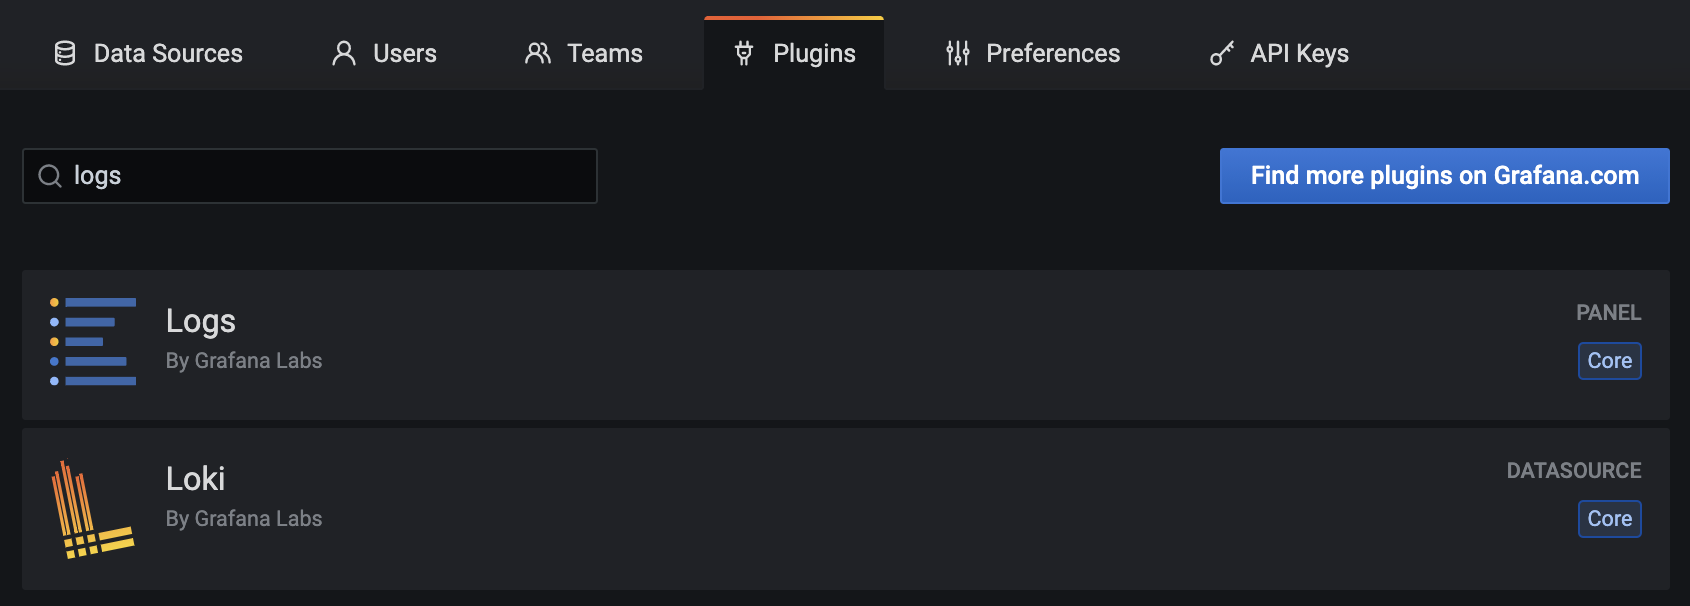 Data Sources Users Teams Plugins Preferences API Keys
logs
Find more plugins on Grafana.com
Logs
PANEL
By Grafana Labs
Core
Loki
DATASOURCE
By Grafana Labs
Core